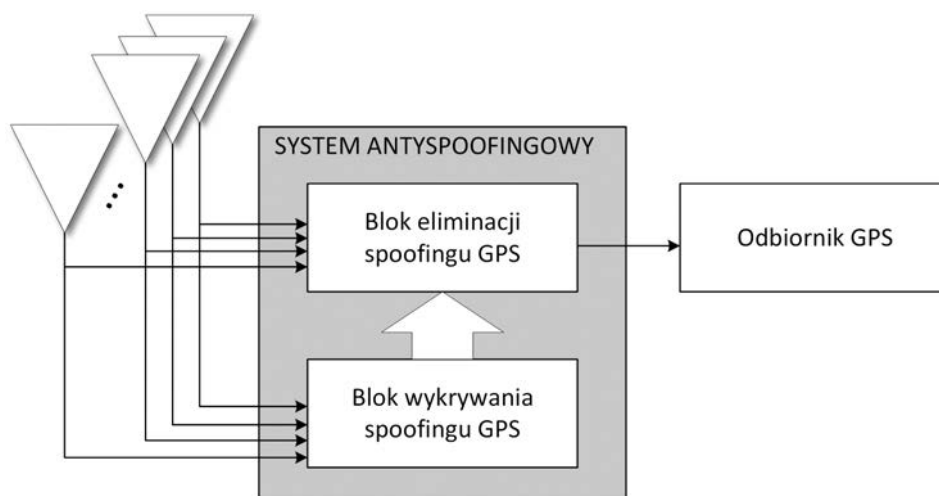 SYSTEM ANTYSPOOFINGOWY
Blok eliminacji
spoofingu GPS
Odbiornik GPS
Blok wykrywania
spoofingu GPS